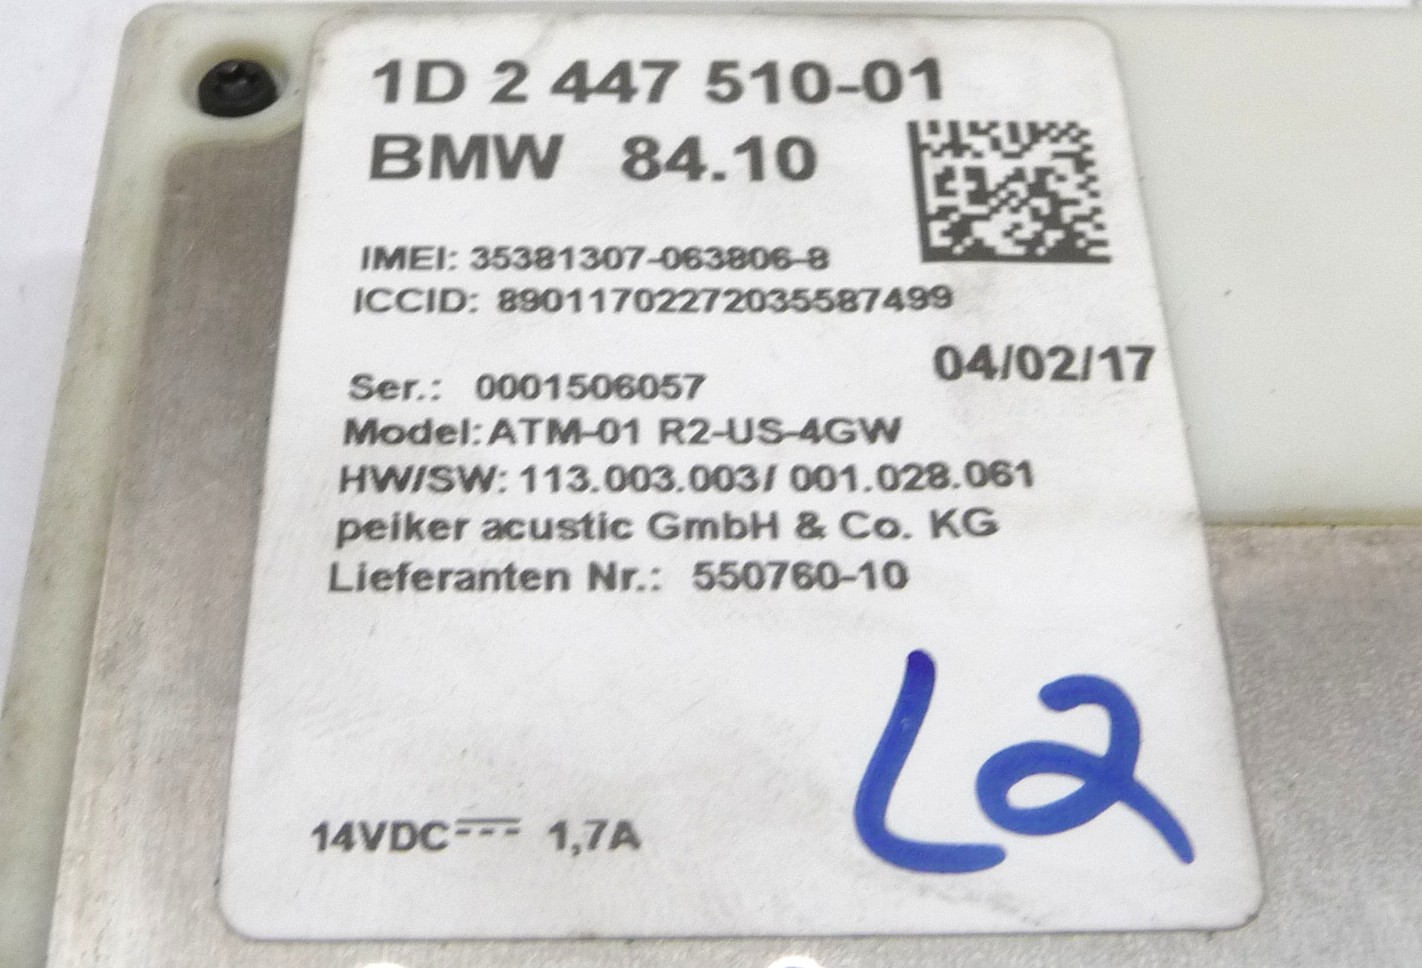 1D 2 447 510-01
BMW 84.10
IMEI: 35381307-063806-8
ICCID: 89011702272035587499
04/02/17
Ser.: 0001506057
Model: ATM-01 R2-US-4GW
HW/SW: 113.003.003/ 001.028.061
peiker acustic GmbH & Co. KG
Lieferanten Nr.: 550760-10
L2
14VDC⎓ 1,7A